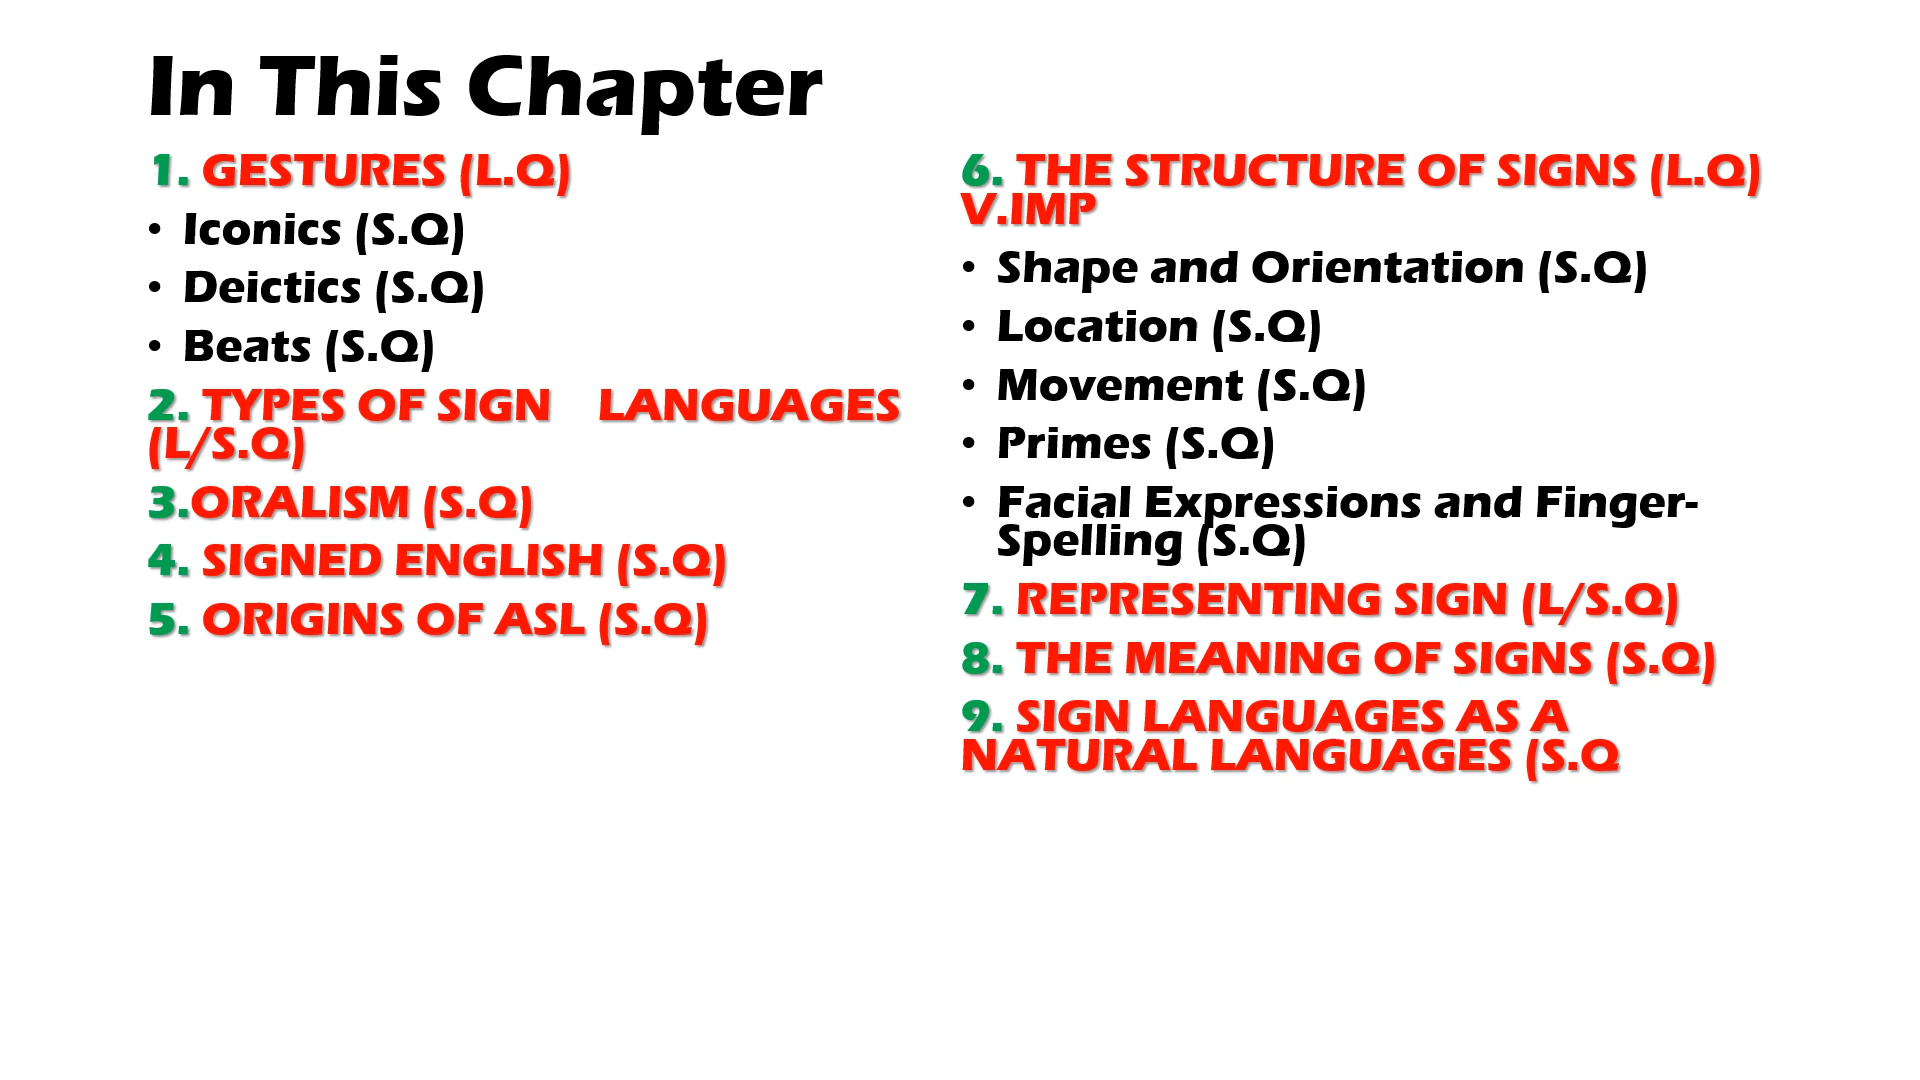 In This Chapter
1. GESTURES (L.Q)
• Iconics (S.Q)
• Deictics (S.Q)
• Beats (S.Q)
2. TYPES OF SIGN LANGUAGES
(L/S.Q)
3.ORALISM (S.Q)
4. SIGNED ENGLISH (S.Q)
5. ORIGINS OF ASL (S.Q)
6. THE STRUCTURE OF SIGNS (L.Q)
V.IMP
• Shape and Orientation (S.Q)
• Location (S.Q)
• Movement (S.Q)
• Primes (S.Q)
• Facial Expressions and Finger-
Spelling (S.Q)
7. REPRESENTING SIGN (L/S.Q)
8. THE MEANING OF SIGNS (S.Q)
9. SIGN LANGUAGES AS A
NATURAL LANGUAGES (S.Q